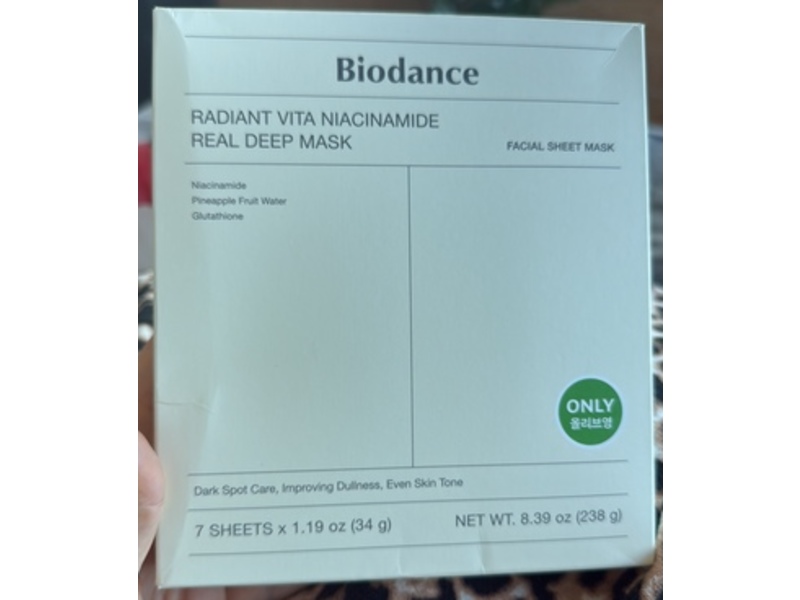 Biodance
RADIANT VITA NIACINAMIDE
REAL DEEP MASK
FACIAL SHEET MASK
Niacinamide
Pineapple Fruit Water
Glutathione
ONLY
올리브영
Dark Spot Care, Improving Dullness, Even Skin Tone
7 SHEETS x 1.19 oz (34 g)
NET WT. 8.39 oz (238 g)